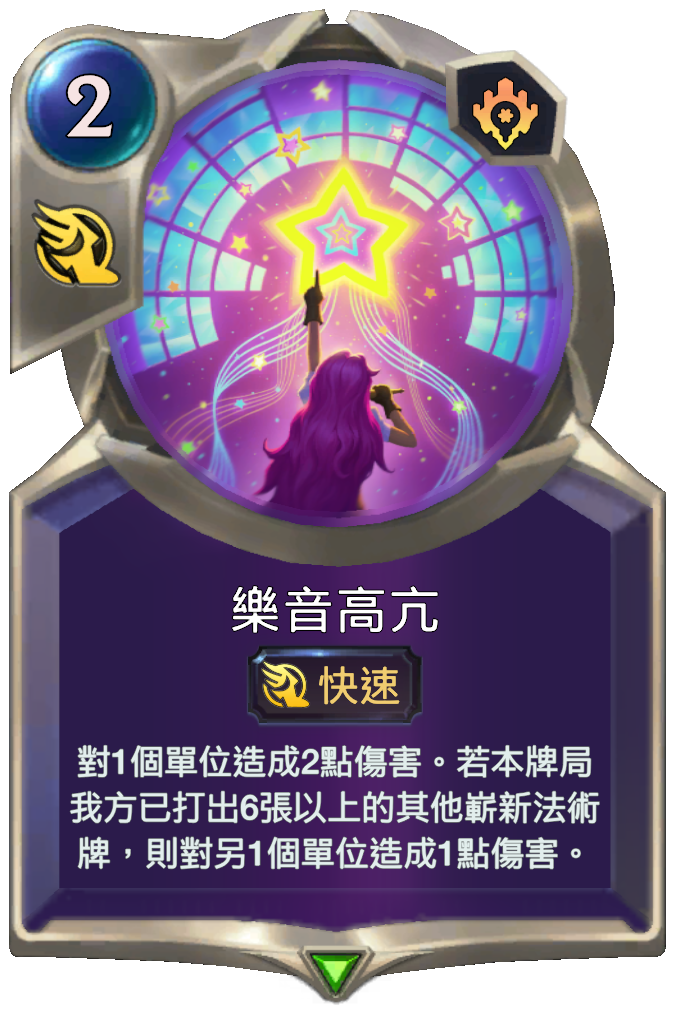 2
樂音高亢
快速
對1個單位造成2點傷害。若本牌局
我方已打出6張以上的其他嶄新法術
牌，則對另1個單位造成1點傷害。